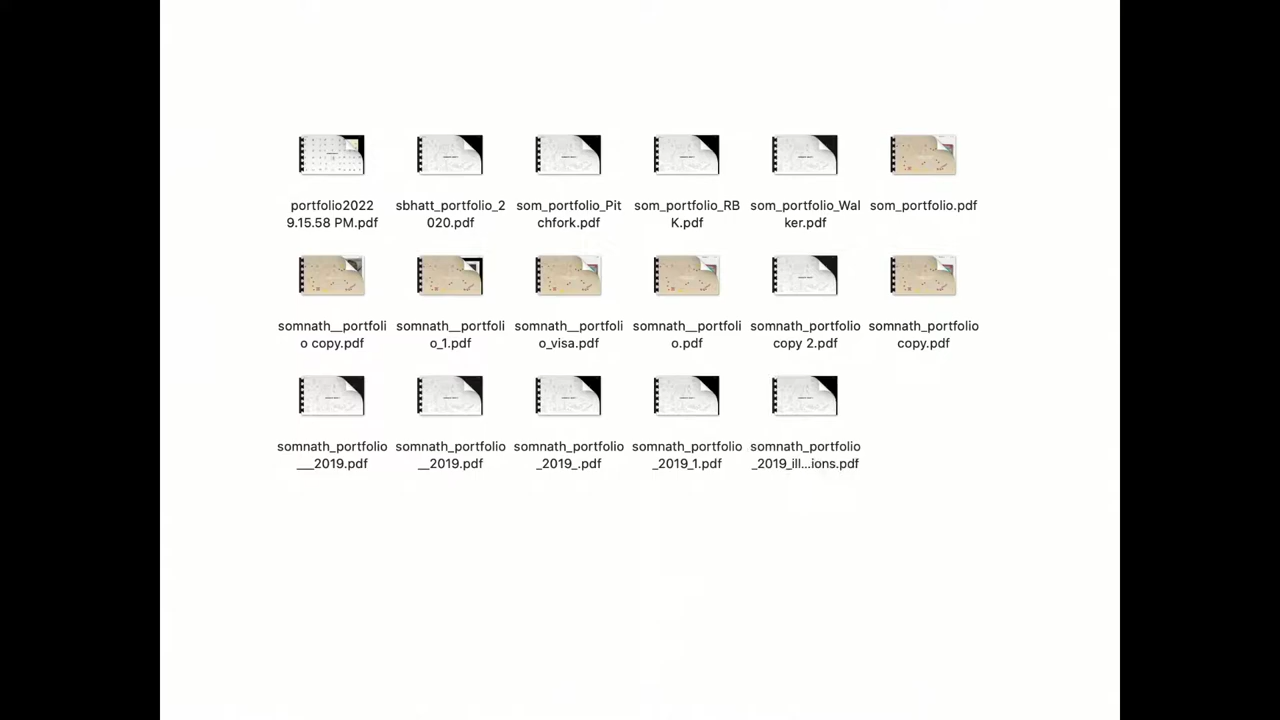 portfolio2022
9.15.58 PM.pdf
sbhatt_portfolio_2
020.pdf
som_portfolio_Pit
chfork.pdf
som_portfolio_RB
K.pdf
som_portfolio_Wal
ker.pdf
som_portfolio.pdf
somnath__portfoli
o copy.pdf
somnath__portfoli
o_1.pdf
somnath__portfoli
o_visa.pdf
somnath__portfoli
o.pdf
somnath_portfolio
copy 2.pdf
somnath_portfolio
copy.pdf
somnath_portfolio
___2019.pdf
somnath_portfolio
__2019.pdf
somnath_portfolio
_2019_.pdf
somnath_portfolio
_2019_1.pdf
somnath_portfolio
_2019_ill...ions.pdf